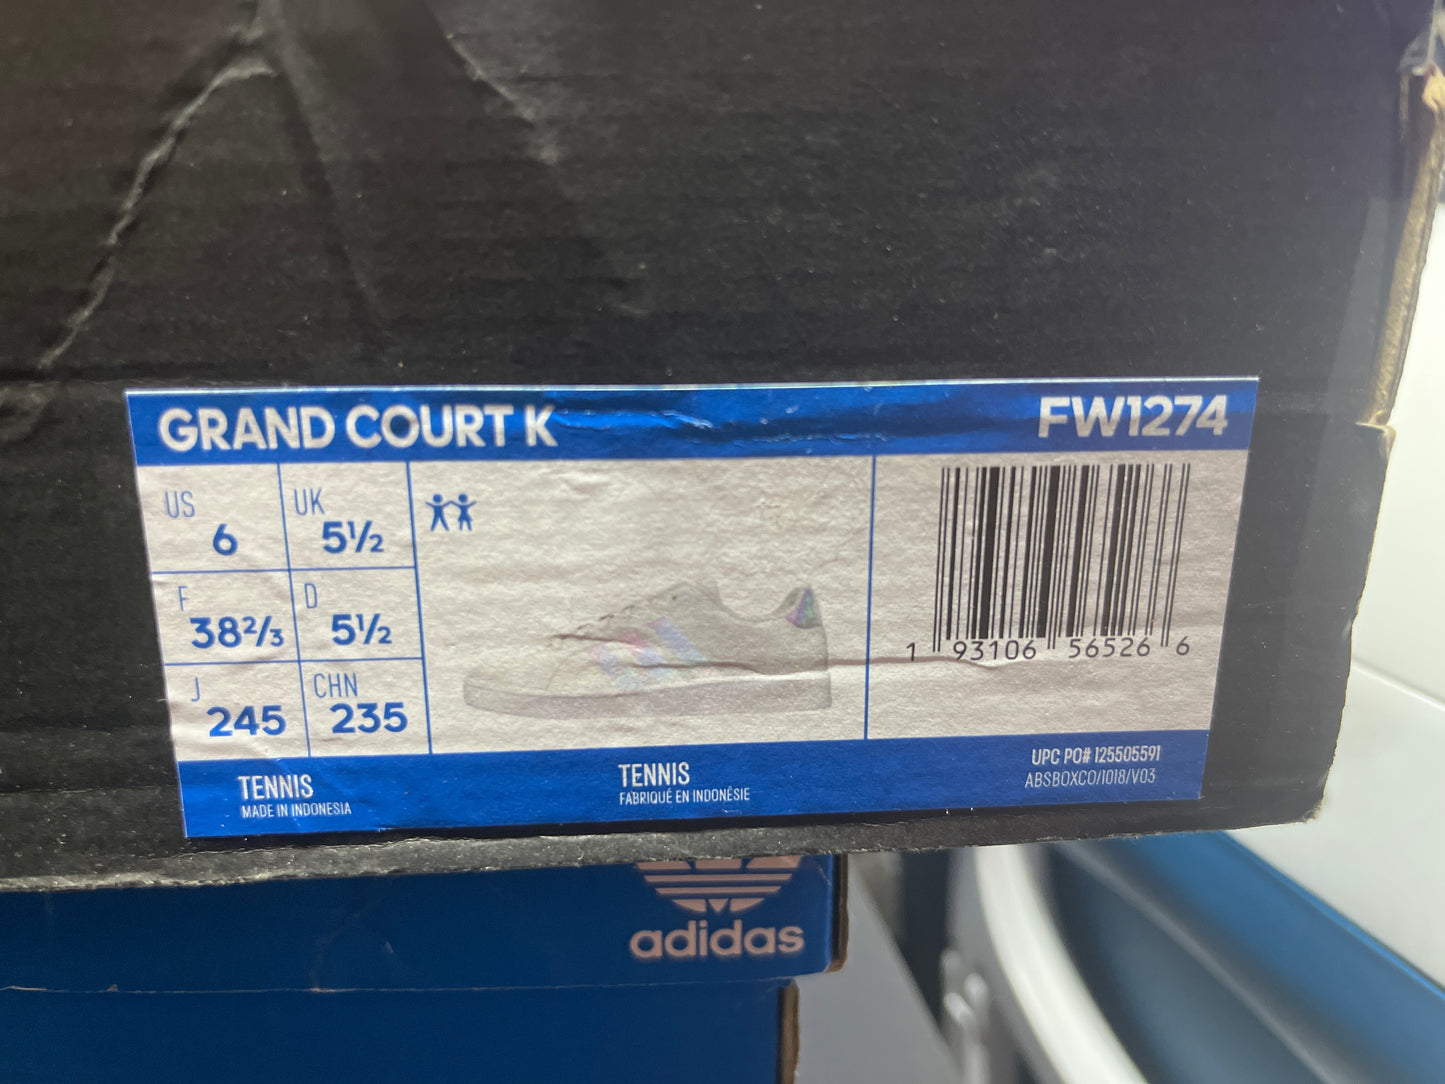 GRAND COURT K
FW1274
US
6
UK
5½
F
38⅔
D
5½
J
245
CHN
235
1 93106 56526 6
TENNIS
MADE IN INDONESIA
TENNIS
FABRIQUÉ EN INDONÉSIE
UPC PO# 125505591
ABSBOXCO/1018/V03
adidas